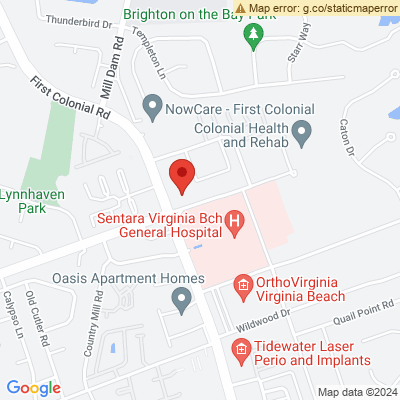 Map error: g.co/staticmaperror
Brighton on the Bay Park
Thunderbird Dr
Templeton Ln
Starr Way
Mill Dam Rd
First Colonial Rd
NowCare - First Colonial
Colonial Health
and Rehab
Caton Dr
Lynnhaven
Park
Sentara Virginia Bch
General Hospital
H
Oasis Apartment Homes
OrthoVirginia
Virginia Beach
Calypso Ln
Old Cutler Rd
Country Mill Rd
Wildwood Dr
Quail Point Rd
Tidewater Laser
Perio and Implants
Google
Map data ©2024